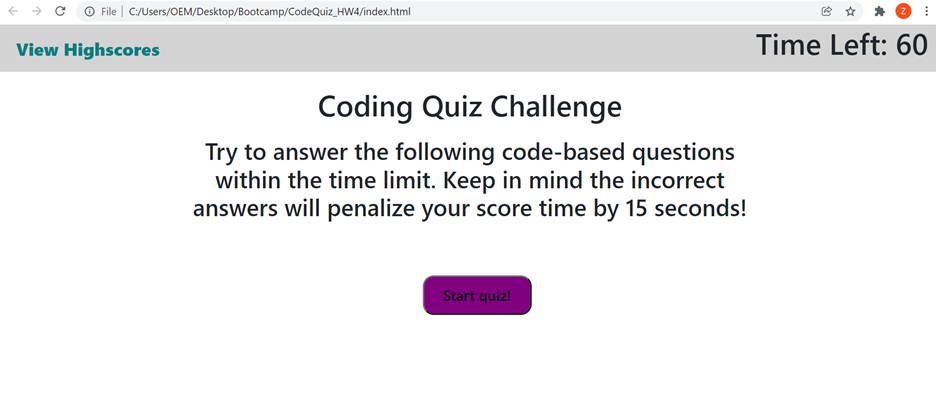 File | C:/Users/OEM/Desktop/Bootcamp/CodeQuiz_HW4/index.html
Z
View Highscores
Time Left: 60
Coding Quiz Challenge
Try to answer the following code-based questions
within the time limit. Keep in mind the incorrect
answers will penalize your score time by 15 seconds!
Start quiz!